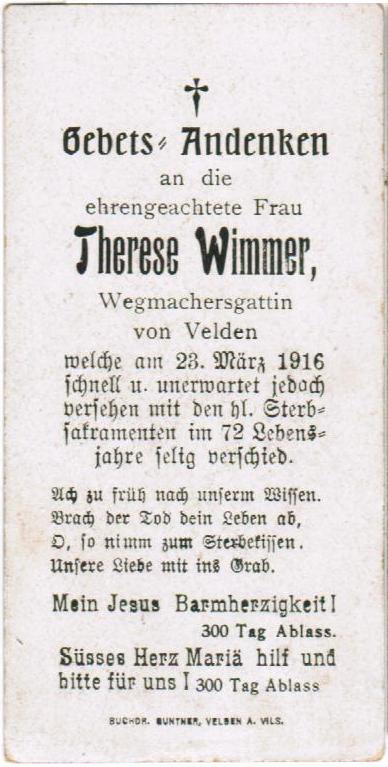 Gebets- Andenken
an die
ehrengeachtete Frau
Therese Wimmer,
Wegmachersgattin
von Velden
welche am 23. März 1916
schnell u. unerwartet jedoch
versehen mit den hl. Sterb-
sakramenten im 72 Lebens-
jahre selig verschied.
Ach zu früh nach unserm Wissen.
Brach der Tod dein Leben ab,
O, so nimm zum Sterbekissen.
Unsere Liebe mit ins Grab.
Mein Jesus Barmherzigkeit!
300 Tag Ablass.
Süsses Herz Mariä hilf und
bitte für uns! 300 Tag Ablass
BUCHDR. GUNTNER, VELBEN A. VILS.